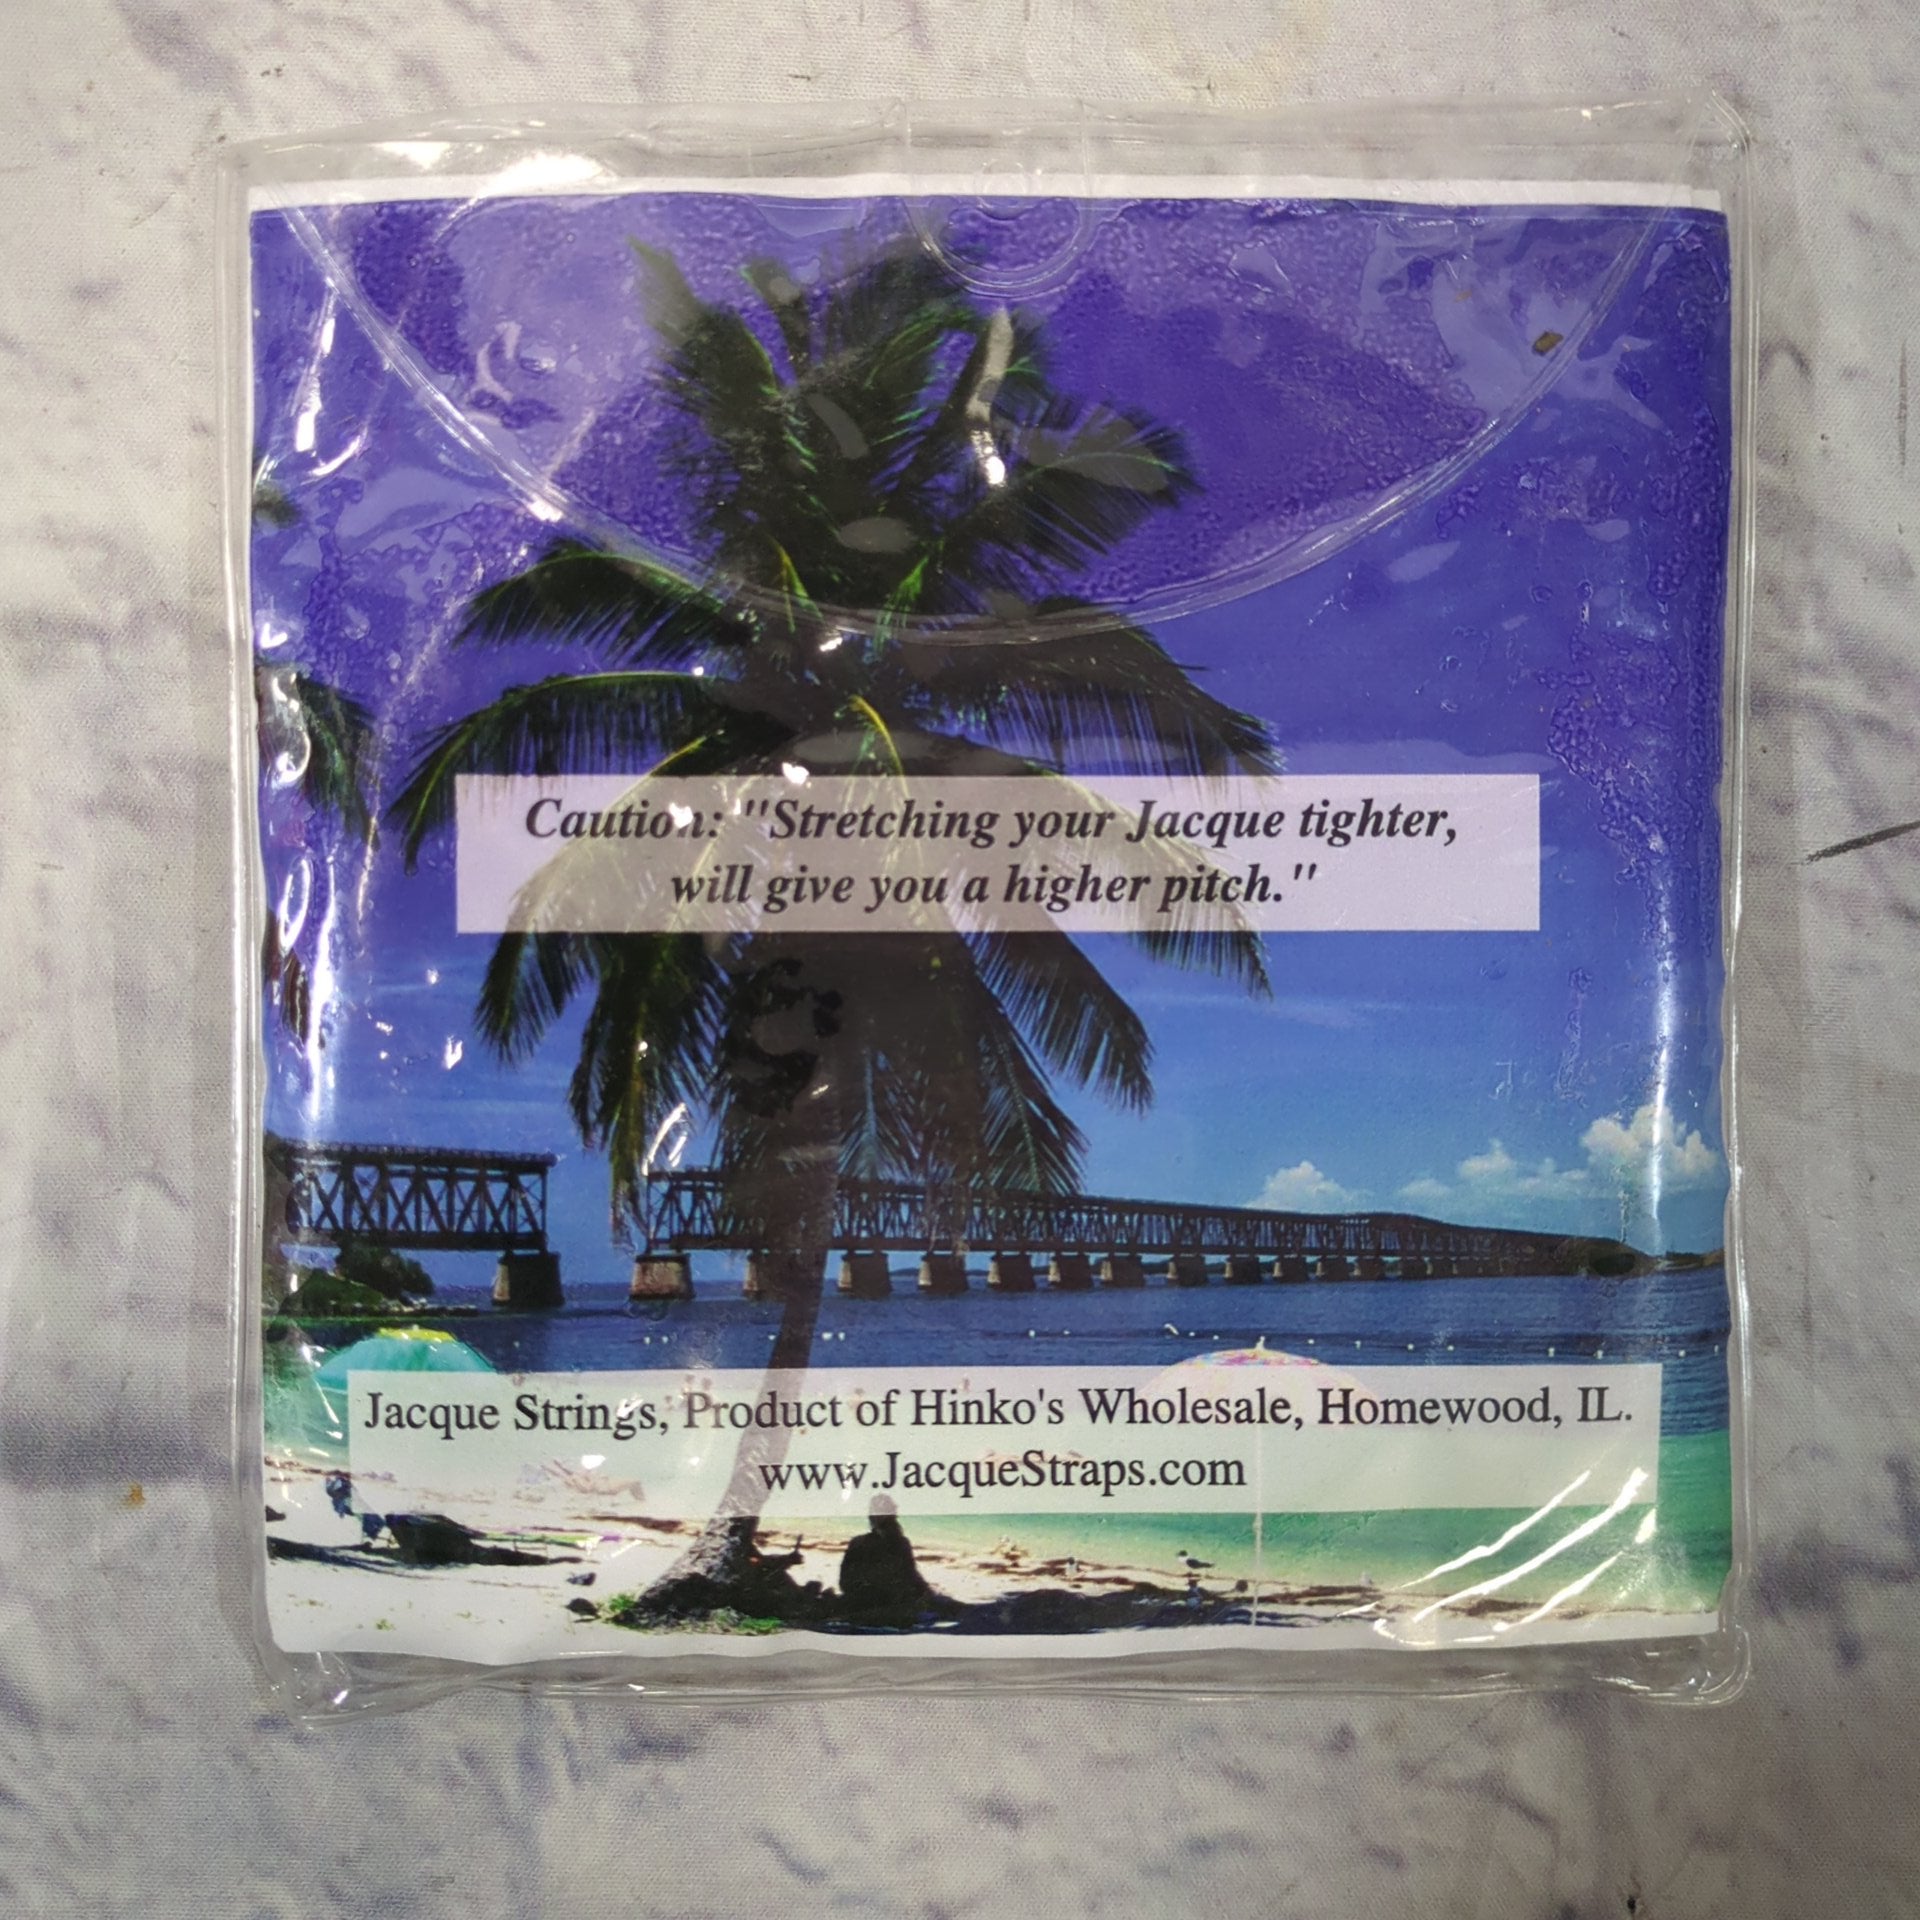 Caution: "Stretching your Jacque tighter,
will give you a higher pitch."
Jacque Strings, Product of Hinko's Wholesale, Homewood, IL.
www.JacqueStraps.com